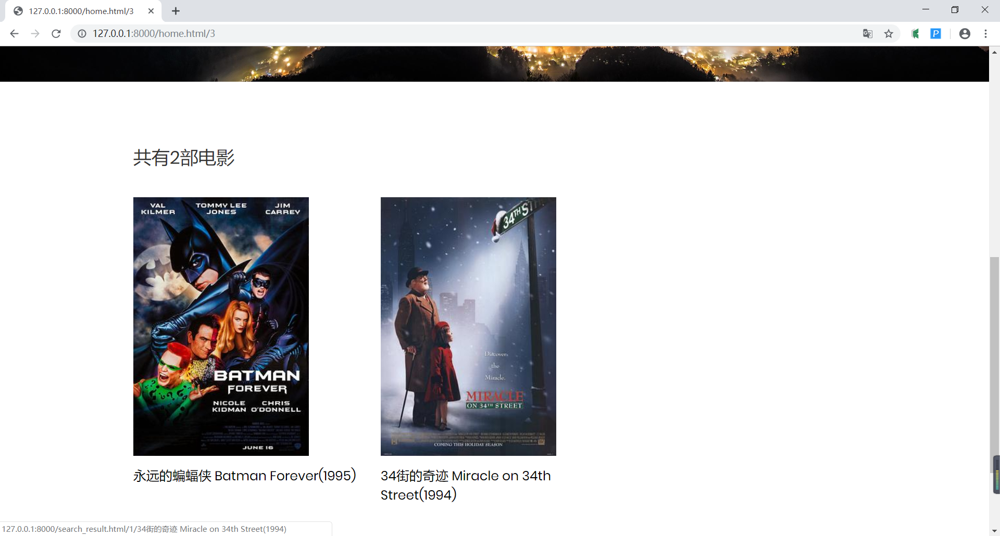 127.0.0.1:8000/home.html/3
127.0.0.1:8000/home.html/3
P
共有2部电影
VAL KILMER
TOMMY LEE JONES
JIM CARREY
BATMAN
FOREVER
NICOLE KIDMAN
CHRIS O'DONNELL
JUNE 16
34TH ST
Discover
the
Miracle.
MIRACLE
ON 34TH STREET
COMING THIS HOLIDAY SEASON
永远的蝙蝠侠 Batman Forever(1995)
34街的奇迹 Miracle on 34th
Street(1994)
127.0.0.1:8000/search_result.html/1/34街的奇迹 Miracle on 34th Street(1994)